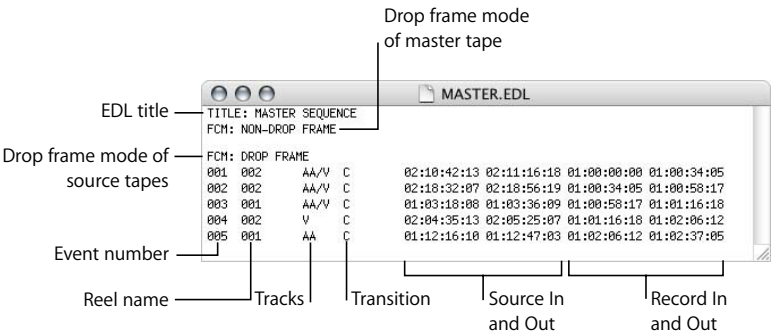 Drop frame mode
of master tape
MASTER.EDL
EDL title
TITLE: MASTER SEQUENCE
FCM: NON-DROP FRAME
Drop frame mode of
source tapes
FCM: DROP FRAME
001 002 AA/V C 02:10:42:13 02:11:16:18 01:00:00:00 01:00:34:05
002 002 AA/V C 02:18:32:07 02:18:56:19 01:00:34:05 01:00:58:17
003 001 AA/V C 01:03:18:08 01:03:36:09 01:00:58:17 01:01:16:18
004 002 V C 02:04:35:13 02:05:25:07 01:01:16:18 01:02:06:12
005 001 AA C 01:12:16:10 01:12:47:03 01:02:06:12 01:02:37:05
Event number
Reel name
Tracks
Transition
Source In
and Out
Record In
and Out